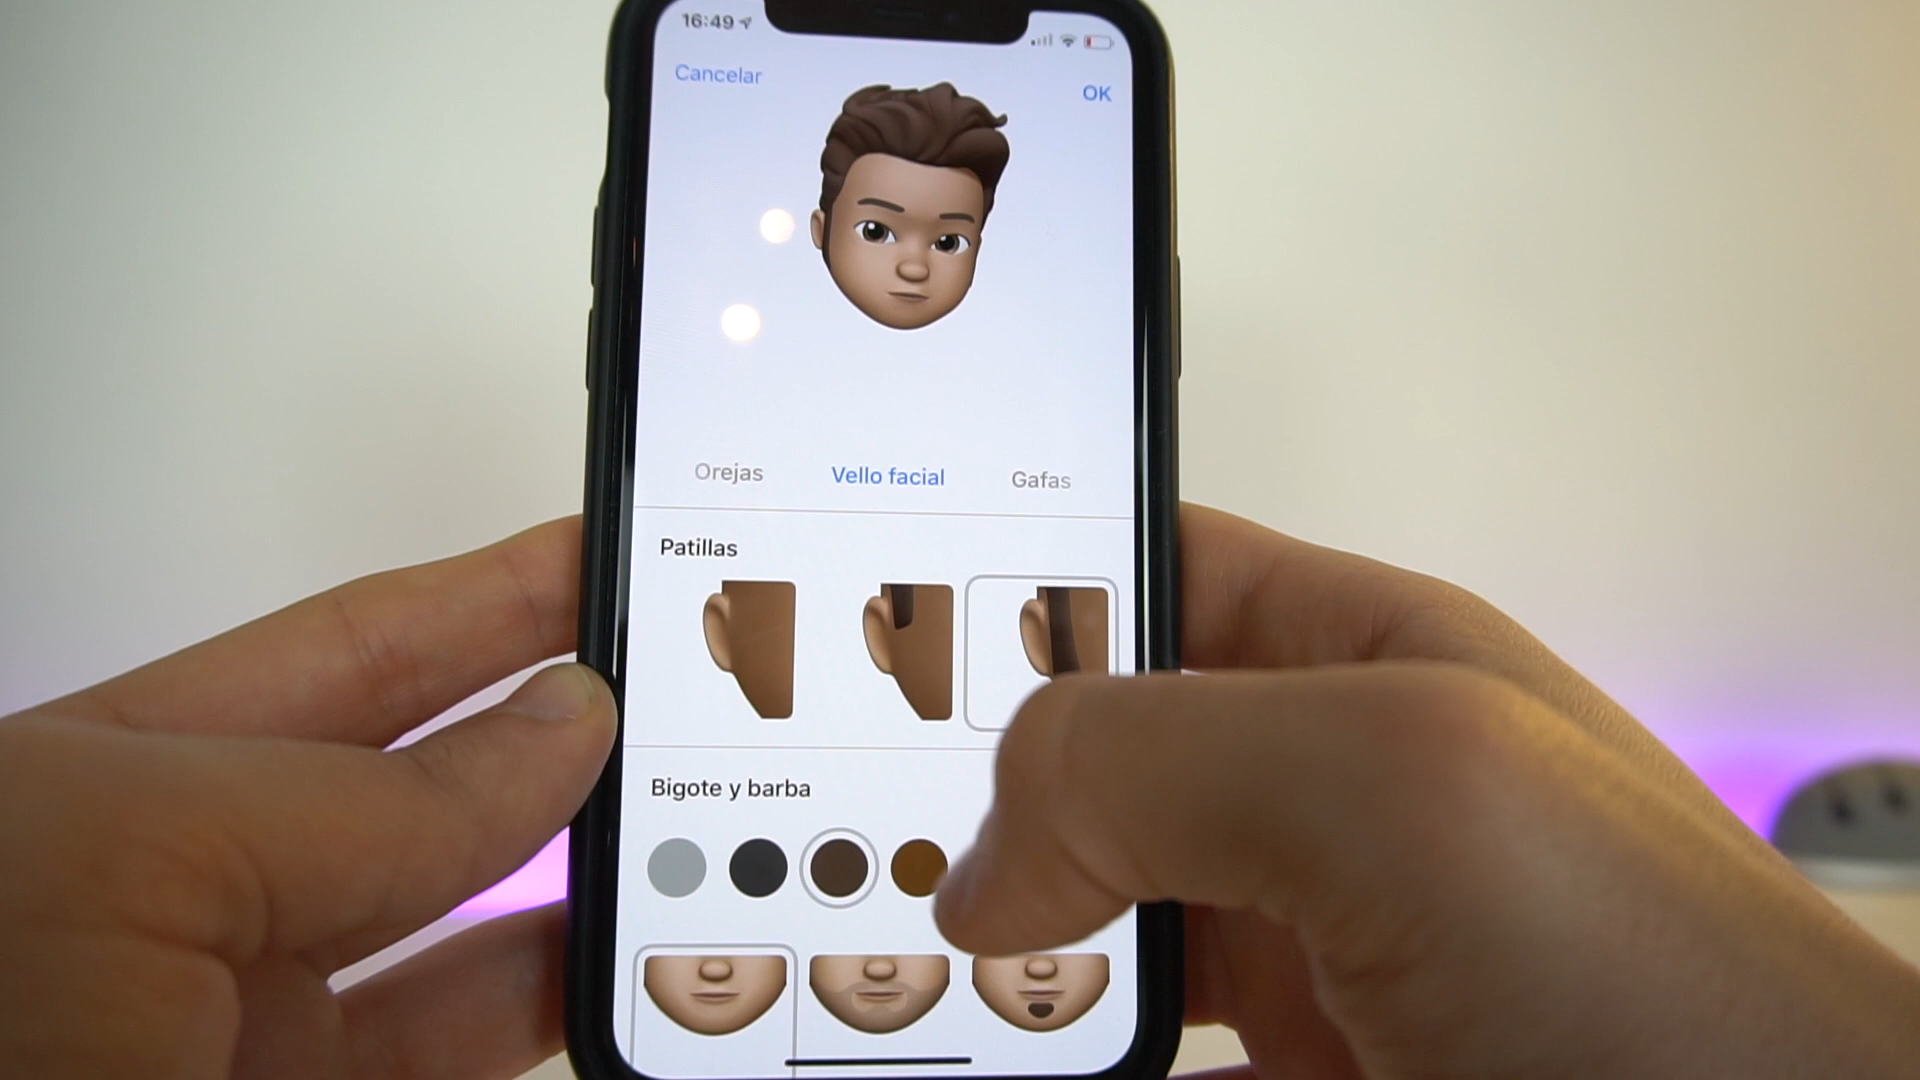 16:49
Cancelar
OK
Orejas Vello facial Gafas
Patillas
Bigote y barba